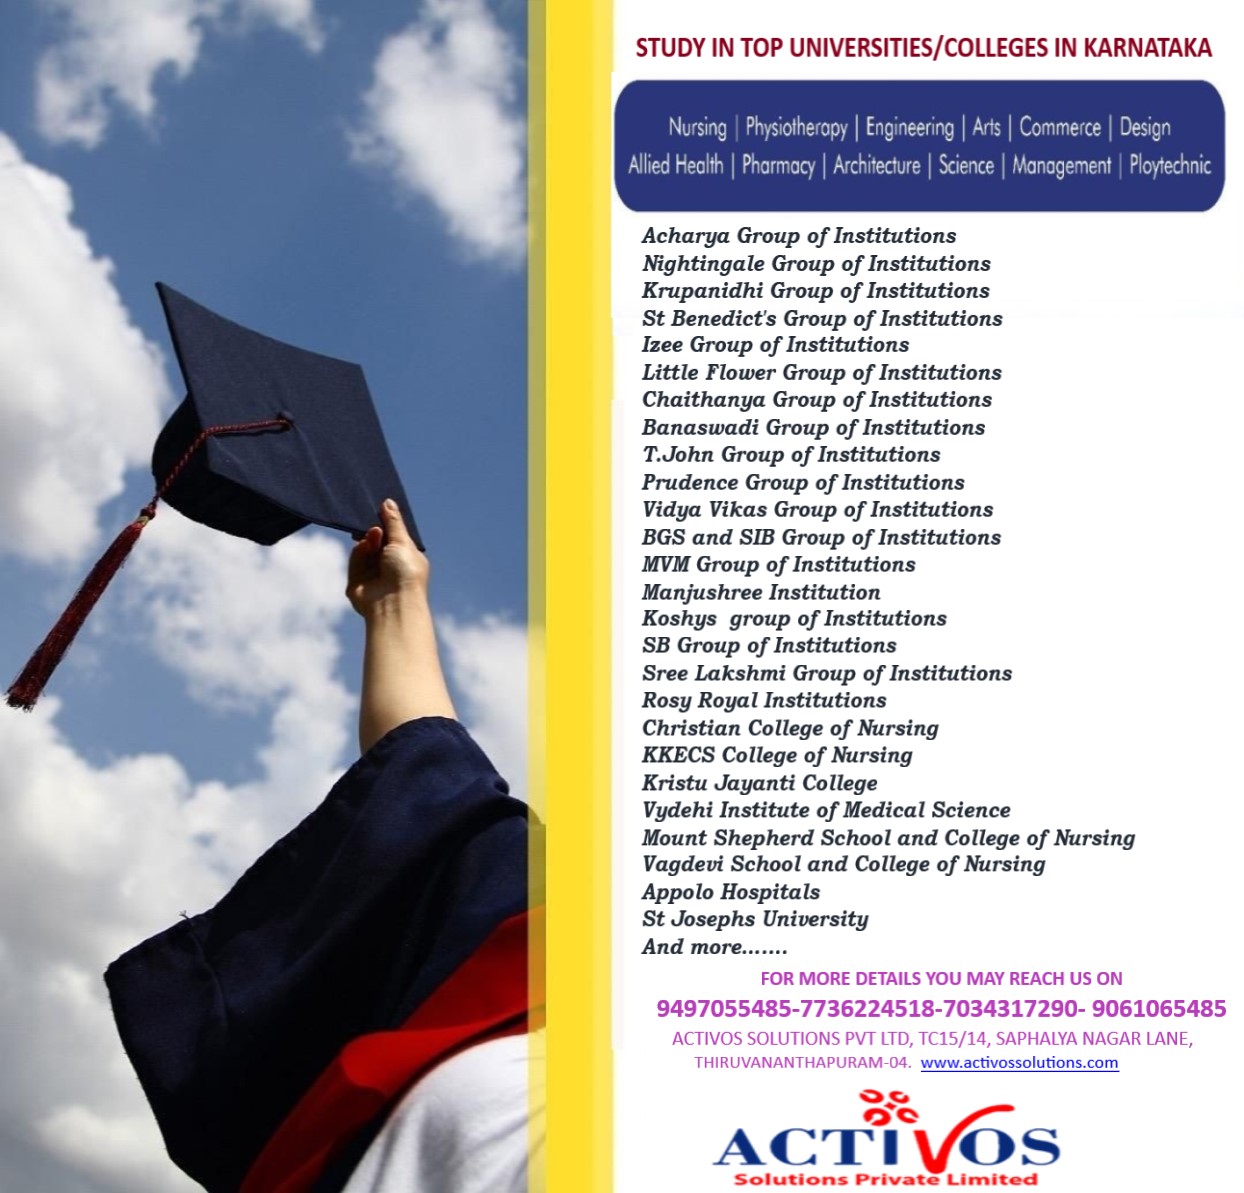 STUDY IN TOP UNIVERSITIES/COLLEGES IN KARNATAKA
Nursing | Physiotherapy | Engineering | Arts | Commerce | Design
Allied Health | Pharmacy | Architecture | Science | Management | Ploytechnic
Acharya Group of Institutions
Nightingale Group of Institutions
Krupanidhi Group of Institutions
St Benedict's Group of Institutions
Izee Group of Institutions
Little Flower Group of Institutions
Chaithanya Group of Institutions
Banaswadi Group of Institutions
T.John Group of Institutions
Prudence Group of Institutions
Vidya Vikas Group of Institutions
BGS and SIB Group of Institutions
MVM Group of Institutions
Manjushree Institution
Koshys  group of Institutions
SB Group of Institutions
Sree Lakshmi Group of Institutions
Rosy Royal Institutions
Christian College of Nursing
KKECS College of Nursing
Kristu Jayanti College
Vydehi Institute of Medical Science
Mount Shepherd School and College of Nursing
Vagdevi School and College of Nursing
Appolo Hospitals
St Josephs University
And more.......
FOR MORE DETAILS YOU MAY REACH US ON
9497055485-7736224518-7034317290- 9061065485
ACTIVOS SOLUTIONS PVT LTD, TC15/14, SAPHALYA NAGAR LANE,
THIRUVANANTHAPURAM-04.  www.activossolutions.com
ACTIVOS
Solutions Private Limited